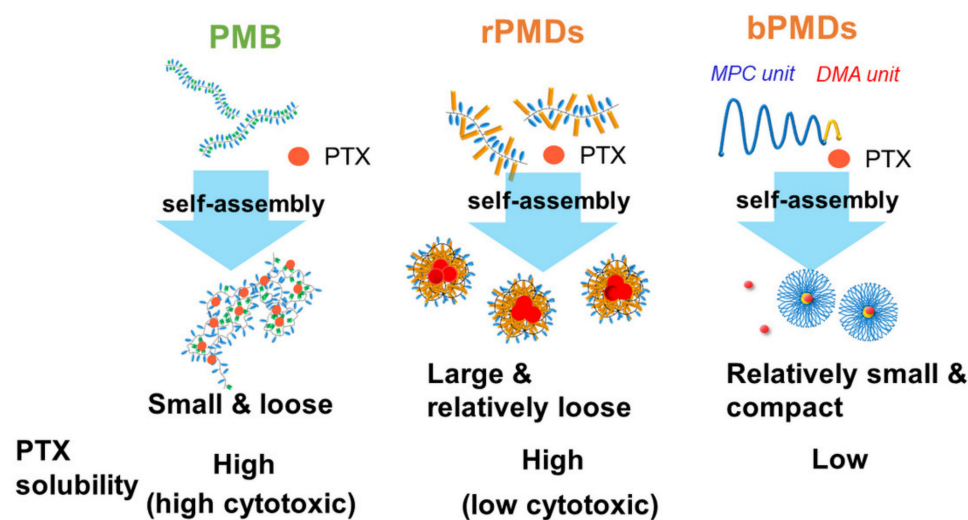 PMB
rPMDs
bPMDs
MPC unit DMA unit
PTX
PTX
PTX
self-assembly
self-assembly
self-assembly
Small & loose
Large &
relatively loose
Relatively small &
compact
PTX
solubility
High
(high cytotoxic)
High
(low cytotoxic)
Low